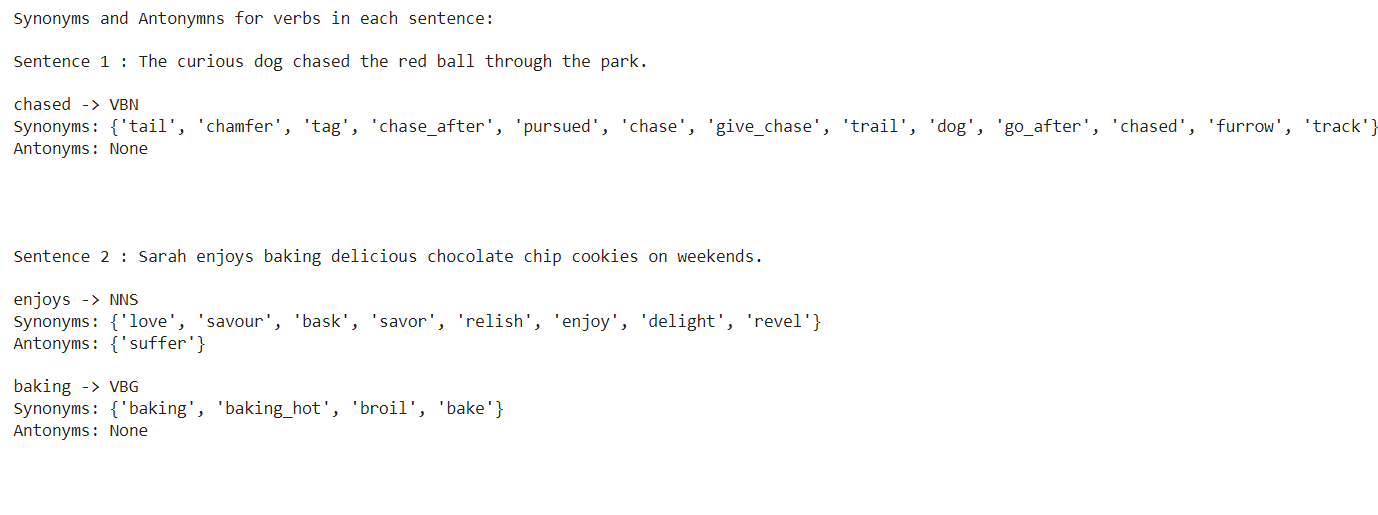 Synonyms and Antonymns for verbs in each sentence:
Sentence 1 : The curious dog chased the red ball through the park.
chased -> VBN
Synonyms: {'tail', 'chamfer', 'tag', 'chase_after', 'pursued', 'chase', 'give_chase', 'trail', 'dog', 'go_after', 'chased', 'furrow', 'track'}
Antonyms: None
Sentence 2 : Sarah enjoys baking delicious chocolate chip cookies on weekends.
enjoys -> NNS
Synonyms: {'love', 'savour', 'bask', 'savor', 'relish', 'enjoy', 'delight', 'revel'}
Antonyms: {'suffer'}
baking -> VBG
Synonyms: {'baking', 'baking_hot', 'broil', 'bake'}
Antonyms: None